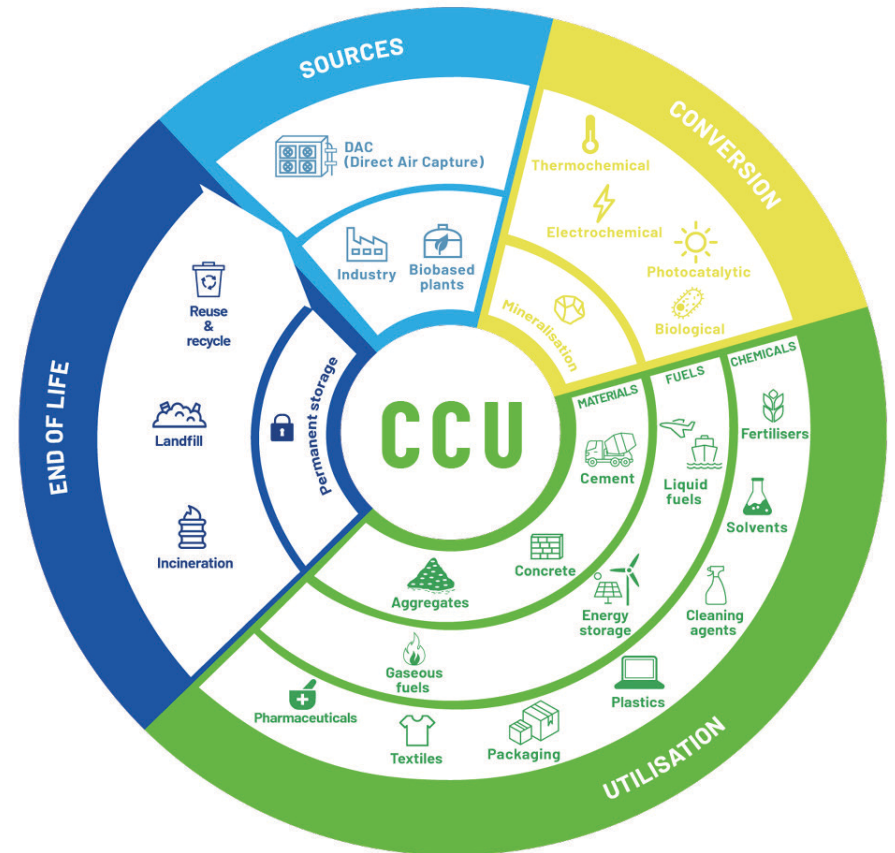 SOURCES
DAC
(Direct Air Capture)
Industry
Biobased
plants
CONVERSION
Thermochemical
Electrochemical
Photocatalytic
Biological
Mineralisation
UTILISATION
MATERIALS
Cement
Concrete
Aggregates
FUELS
Liquid
fuels
Energy
storage
Gaseous
fuels
CHEMICALS
Fertilisers
Solvents
Cleaning
agents
Plastics
Packaging
Textiles
Pharmaceuticals
END OF LIFE
Reuse
&
recycle
Landfill
Incineration
Permanent storage
CCU